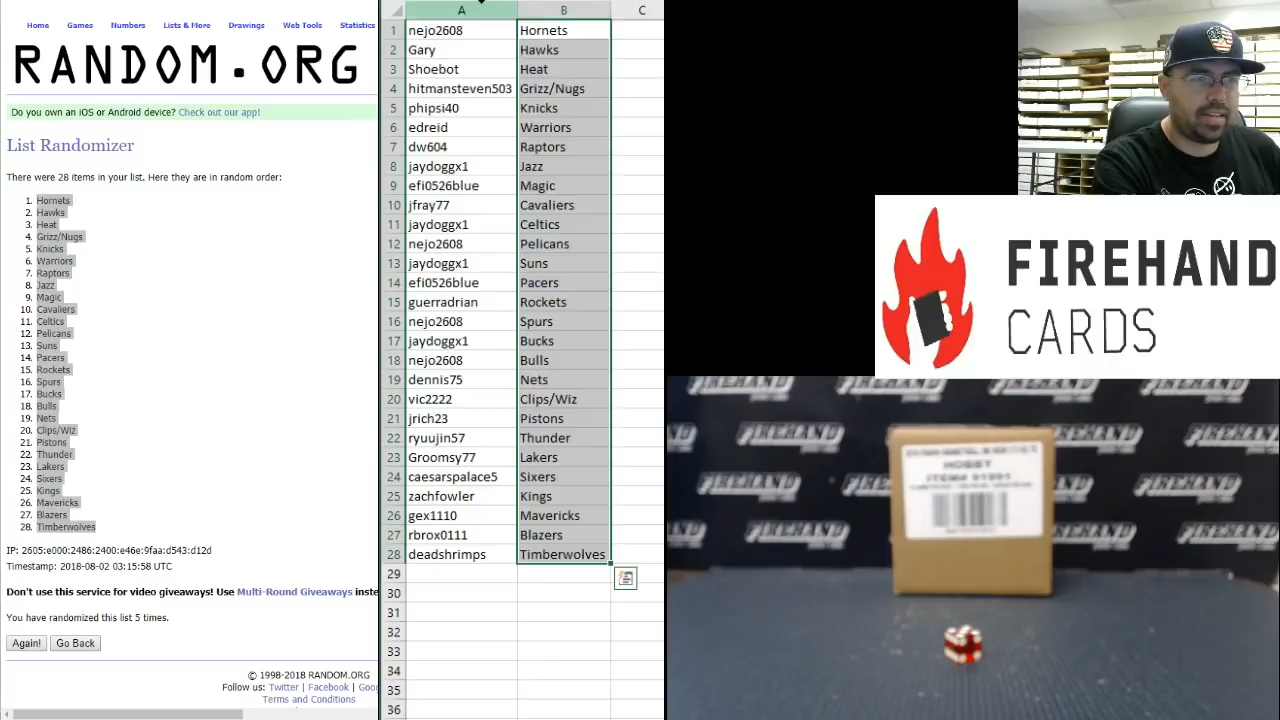 Home Games Numbers Lists & More Drawings Web Tools Statistics
RANDOM.ORG
Do you own an iOS or Android device? Check out our app!
List Randomizer
There were 28 items in your list. Here they are in random order:
1. Hornets
2. Hawks
3. Heat
4. Grizz/Nugs
5. Knicks
6. Warriors
7. Raptors
8. Jazz
9. Magic
10. Cavaliers
11. Celtics
12. Pelicans
13. Suns
14. Pacers
15. Rockets
16. Spurs
17. Bucks
18. Bulls
19. Nets
20. Clips/Wiz
21. Pistons
22. Thunder
23. Lakers
24. Sixers
25. Kings
26. Mavericks
27. Blazers
28. Timberwolves
IP: 2605:e000:2486:2400:e46e:9faa:d543:d12d
Timestamp: 2018-08-02 03:15:58 UTC
Don't use this service for video giveaways! Use Multi-Round Giveaways inste
You have randomized this list 5 times.
Again! Go Back
© 1998-2018 RANDOM.ORG
Follow us: Twitter | Facebook | Goog
Terms and Conditions
A B C
1 nejo2608 Hornets
2 Gary Hawks
3 Shoebot Heat
4 hitmansteven503 Grizz/Nugs
5 phipsi40 Knicks
6 edreid Warriors
7 dw604 Raptors
8 jaydoggx1 Jazz
9 efi0526blue Magic
10 jfray77 Cavaliers
11 jaydoggx1 Celtics
12 nejo2608 Pelicans
13 jaydoggx1 Suns
14 efi0526blue Pacers
15 guerradrian Rockets
16 nejo2608 Spurs
17 jaydoggx1 Bucks
18 nejo2608 Bulls
19 dennis75 Nets
20 vic2222 Clips/Wiz
21 jrich23 Pistons
22 ryuujin57 Thunder
23 Groomsy77 Lakers
24 caesarspalace5 Sixers
25 zachfowler Kings
26 gex1110 Mavericks
27 rbrox0111 Blazers
28 deadshrimps Timberwolves
29
30
31
32
33
34
35
36
FIREHAND
CARDS
FIREHAND
HOBBY
ITEM# 91991